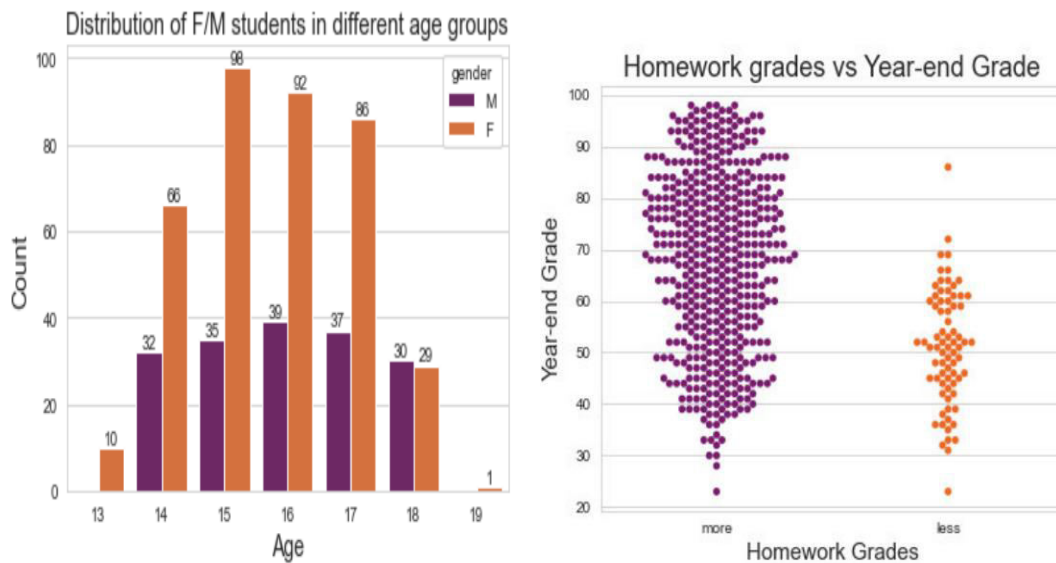 Distribution of F/M students in different age groups
100
80
60
40
20
0
Count
98
92
86
66
32
35
39
37
30
29
10
1
gender
M
F
13 14 15 16 17 18 19
Age
Homework grades vs Year-end Grade
100
90
80
70
60
50
40
30
20
Year-end Grade
more less
Homework Grades